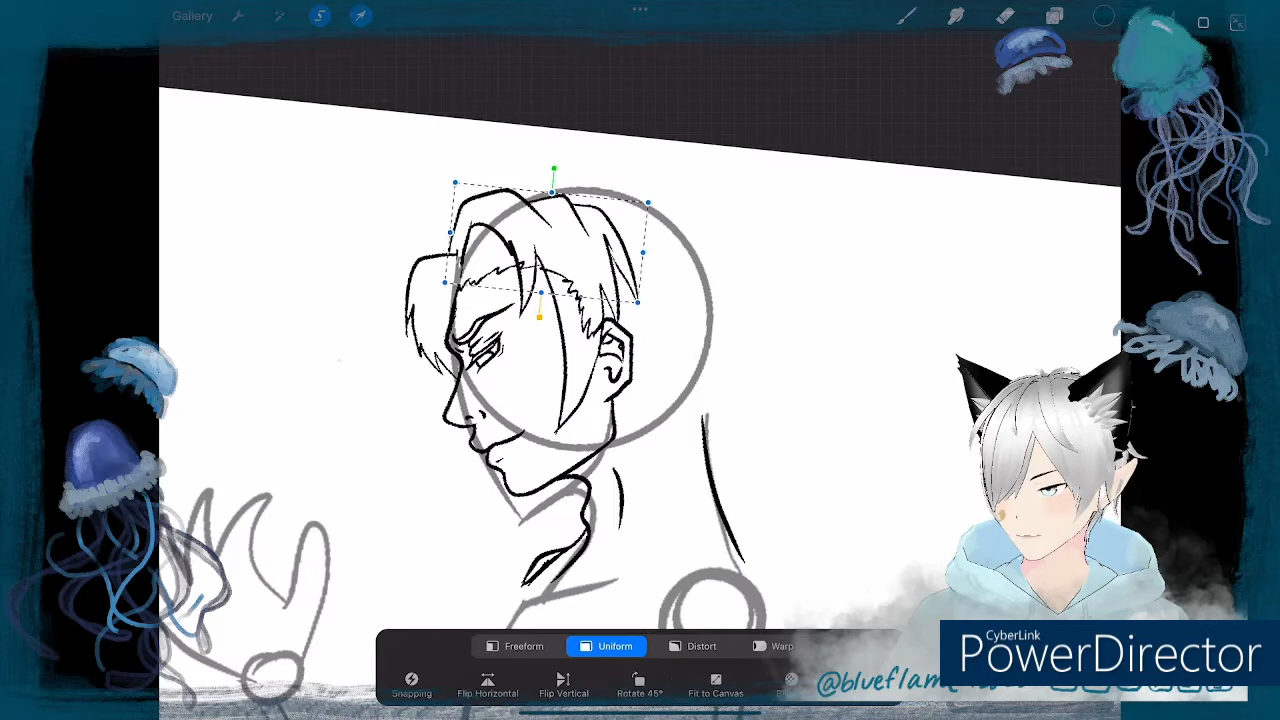 Gallery
Freeform Uniform Distort Warp
Snapping Flip Horizontal Flip Vertical Rotate 45° Fit to Canvas
CyberLink
PowerDirector